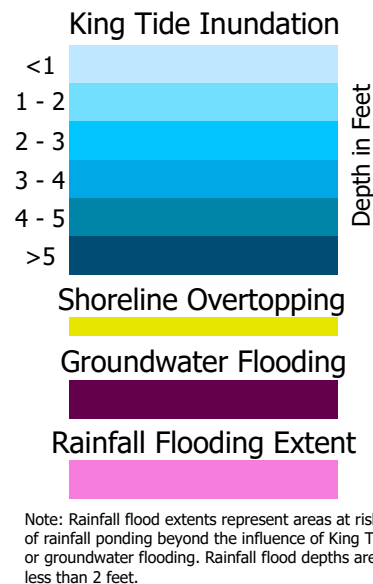 King Tide Inundation
<1
1 - 2
2 - 3
3 - 4
4 - 5
>5
Depth in Feet
Shoreline Overtopping
Groundwater Flooding
Rainfall Flooding Extent
Note: Rainfall flood extents represent areas at risk
of rainfall ponding beyond the influence of King
or groundwater flooding. Rainfall flood depths are
less than 2 feet.